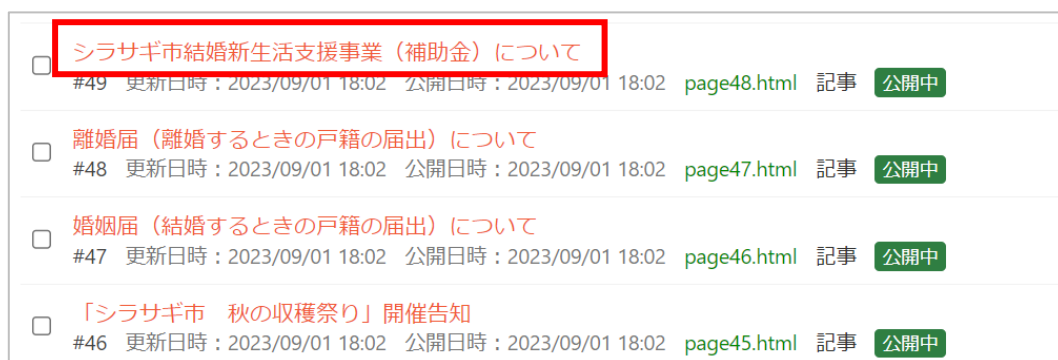 シラサギ市結婚新生活支援事業（補助金）について
#49 更新日時：2023/09/01 18:02 公開日時：2023/09/01 18:02 page48.html 記事 公開中
離婚届（離婚するときの戸籍の届出）について
#48 更新日時：2023/09/01 18:02 公開日時：2023/09/01 18:02 page47.html 記事 公開中
婚姻届（結婚するときの戸籍の届出）について
#47 更新日時：2023/09/01 18:02 公開日時：2023/09/01 18:02 page46.html 記事 公開中
「シラサギ市　秋の収穫祭り」開催告知
#46 更新日時：2023/09/01 18:02 公開日時：2023/09/01 18:02 page45.html 記事 公開中